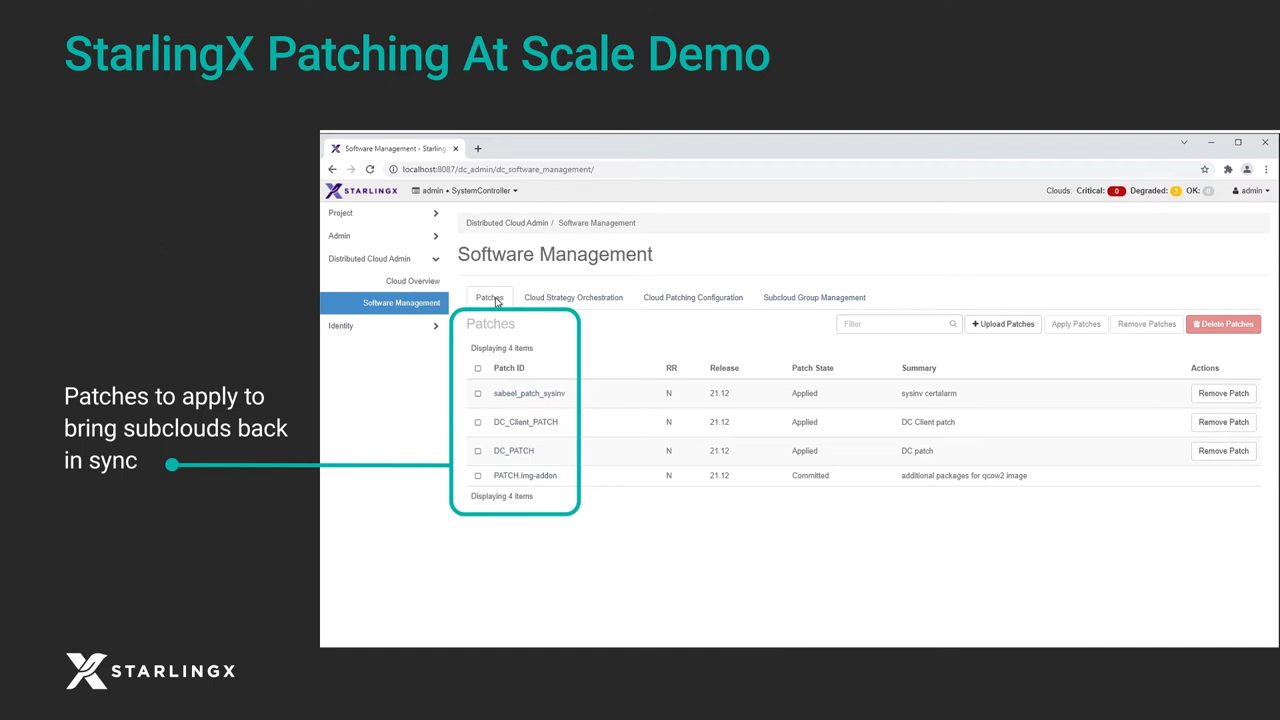 StarlingX Patching At Scale Demo
Software Management - Starling
localhost:8087/dc_admin/dc_software_management/
STARLINGX admin • SystemController Clouds: Critical: 0 Degraded: OK: 0 admin
Project
Admin
Distributed Cloud Admin
Cloud Overview
Software Management
Identity
Distributed Cloud Admin / Software Management
Software Management
Patches Cloud Strategy Orchestration Cloud Patching Configuration Subcloud Group Management
Patches
Filter + Upload Patches Apply Patches Remove Patches Delete Patches
Displaying 4 items
Patch ID RR Release Patch State Summary Actions
sabeel_patch_sysinv N 21.12 Applied sysinv certalarm Remove Patch
DC_Client_PATCH N 21.12 Applied DC Client patch Remove Patch
DC_PATCH N 21.12 Applied DC patch Remove Patch
PATCH.img-addon N 21.12 Committed additional packages for qcow2 image
Displaying 4 items
Patches to apply to
bring subclouds back
in sync
STARLINGX